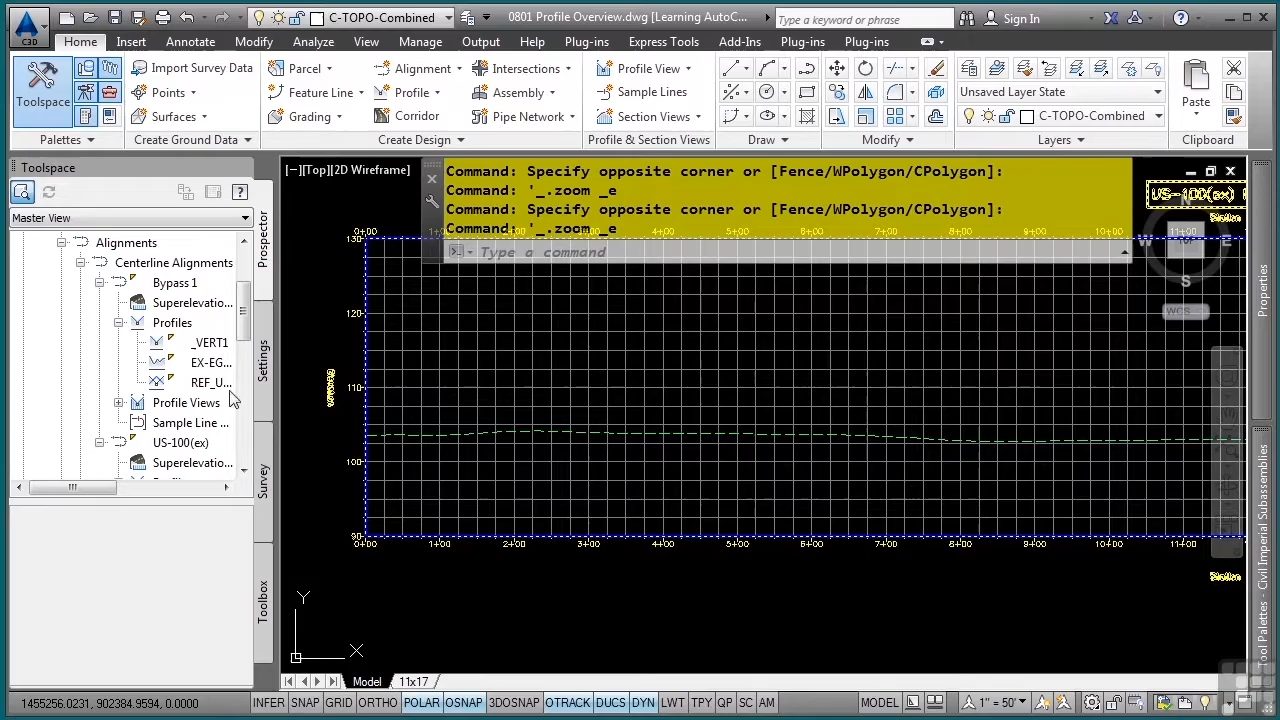 C-TOPO-Combined 0801 Profile Overview.dwg [Learning AutoC... Type a keyword or phrase Sign In
C3D
Home Insert Annotate Modify Analyze View Manage Output Help Plug-ins Express Tools Add-Ins Plug-ins Plug-ins
Import Survey Data Parcel Alignment Intersections Profile View
Points Feature Line Profile Assembly Sample Lines Unsaved Layer State
Toolspace Surfaces Grading Corridor Pipe Network Section Views C-TOPO-Combined Paste
Palettes Create Ground Data Create Design Profile & Section Views Draw Modify Layers Clipboard
Toolspace
Master View
Alignments
Centerline Alignments
Bypass 1
Superelevatio...
Profiles
_VERT1
EX-EG...
REF_U...
Profile Views
Sample Line ...
US-100(ex)
Superelevatio...
Prospector
Settings
Survey
Toolbox
[−][Top][2D Wireframe]
Command: Specify opposite corner or [Fence/WPolygon/CPolygon]:
Command: '_.zoom _e
Command: Specify opposite corner or [Fence/WPolygon/CPolygon]:
Command: '_.zoom _e
Type a command
US-100(ex)
Station
W E
S
WCS
11+00
130
120
110
100
90
0+00 1+00 2+00 3+00 4+00 5+00 6+00 7+00 8+00 9+00 10+00 11+00
Station
Y
X
Properties
Tool Palettes - Civil Imperial Subassemblies
Model 11x17
1455256.0231, 902384.9594, 0.0000 INFER SNAP GRID ORTHO POLAR OSNAP 3DOSNAP OTRACK DUCS DYN LWT TPY QP SC AM MODEL 1" = 50'